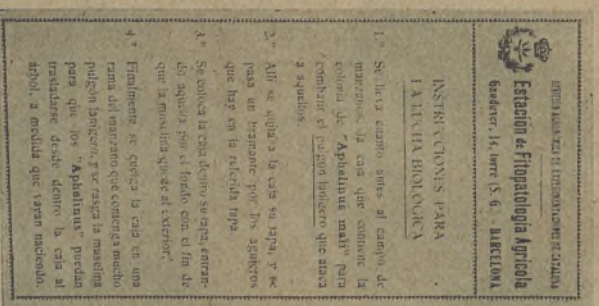 Estación de Fitopatología Agrícola
Ganduxer, 14, torre (S. G. - BARCELONA
INSTRUCCIONES PARA
LA LUCHA BIOLOGICA
1.º Se lleva cuanto antes al campo de
manzanos, la caja que contiene la
colonia de "Aphelinus mali" para
combatir el pulgón lanígero que ataca
a aquellos.
2.º Allí se quita a la caja su tapa, y se
pasa un bramante por los agujeros
que hay en la referida tapa.
3.º Se coloca la caja dentro su tapa, entran-
do aquella por el fondo con el fin de
que la muselina quede al exterior.
4.º Finalmente se cuelga la caja en una
rama del manzano que contenga mucho
pulgón lanígero, y se rasga la muselina
para que los "Aphelinus" puedan
trasladarse desde dentro la caja al
árbol, a medida que vayan naciendo.